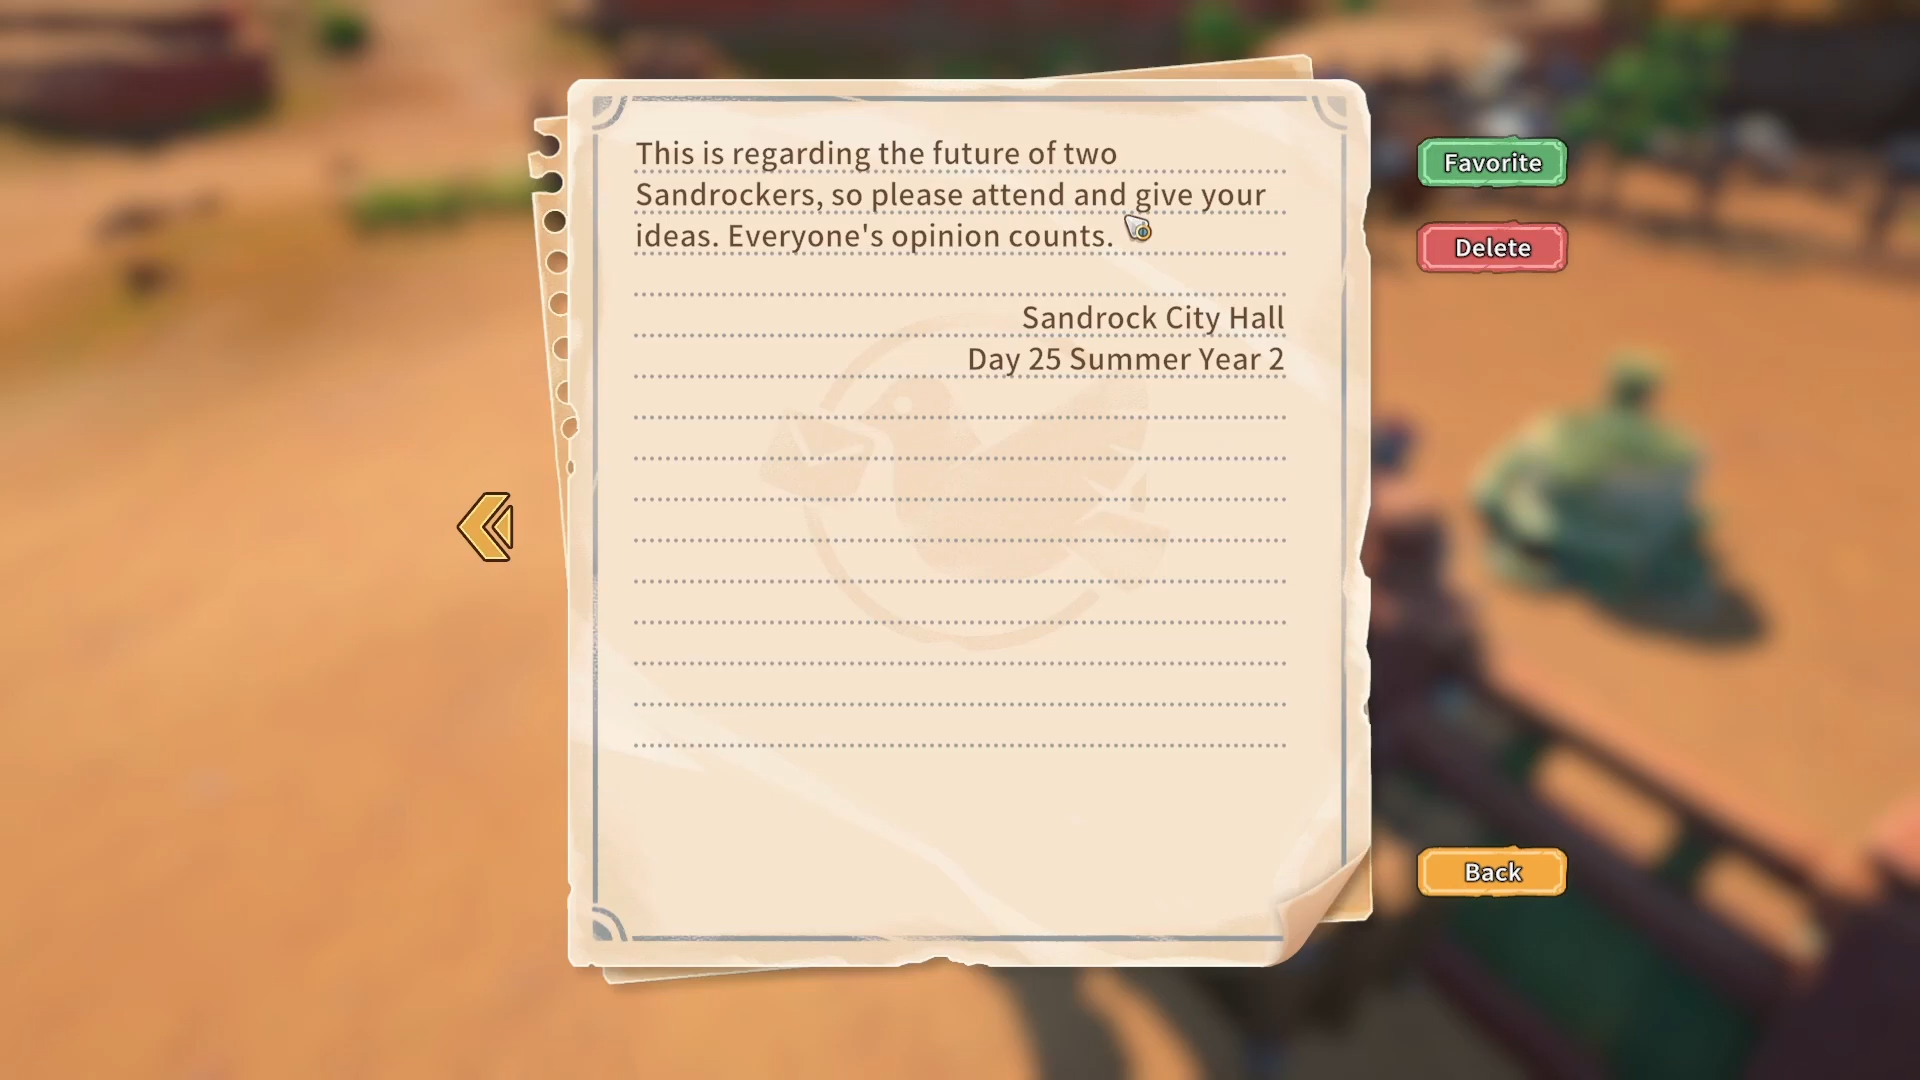 This is regarding the future of two
Sandrockers, so please attend and give your
ideas. Everyone's opinion counts.
Sandrock City Hall
Day 25 Summer Year 2
Favorite
Delete
Back